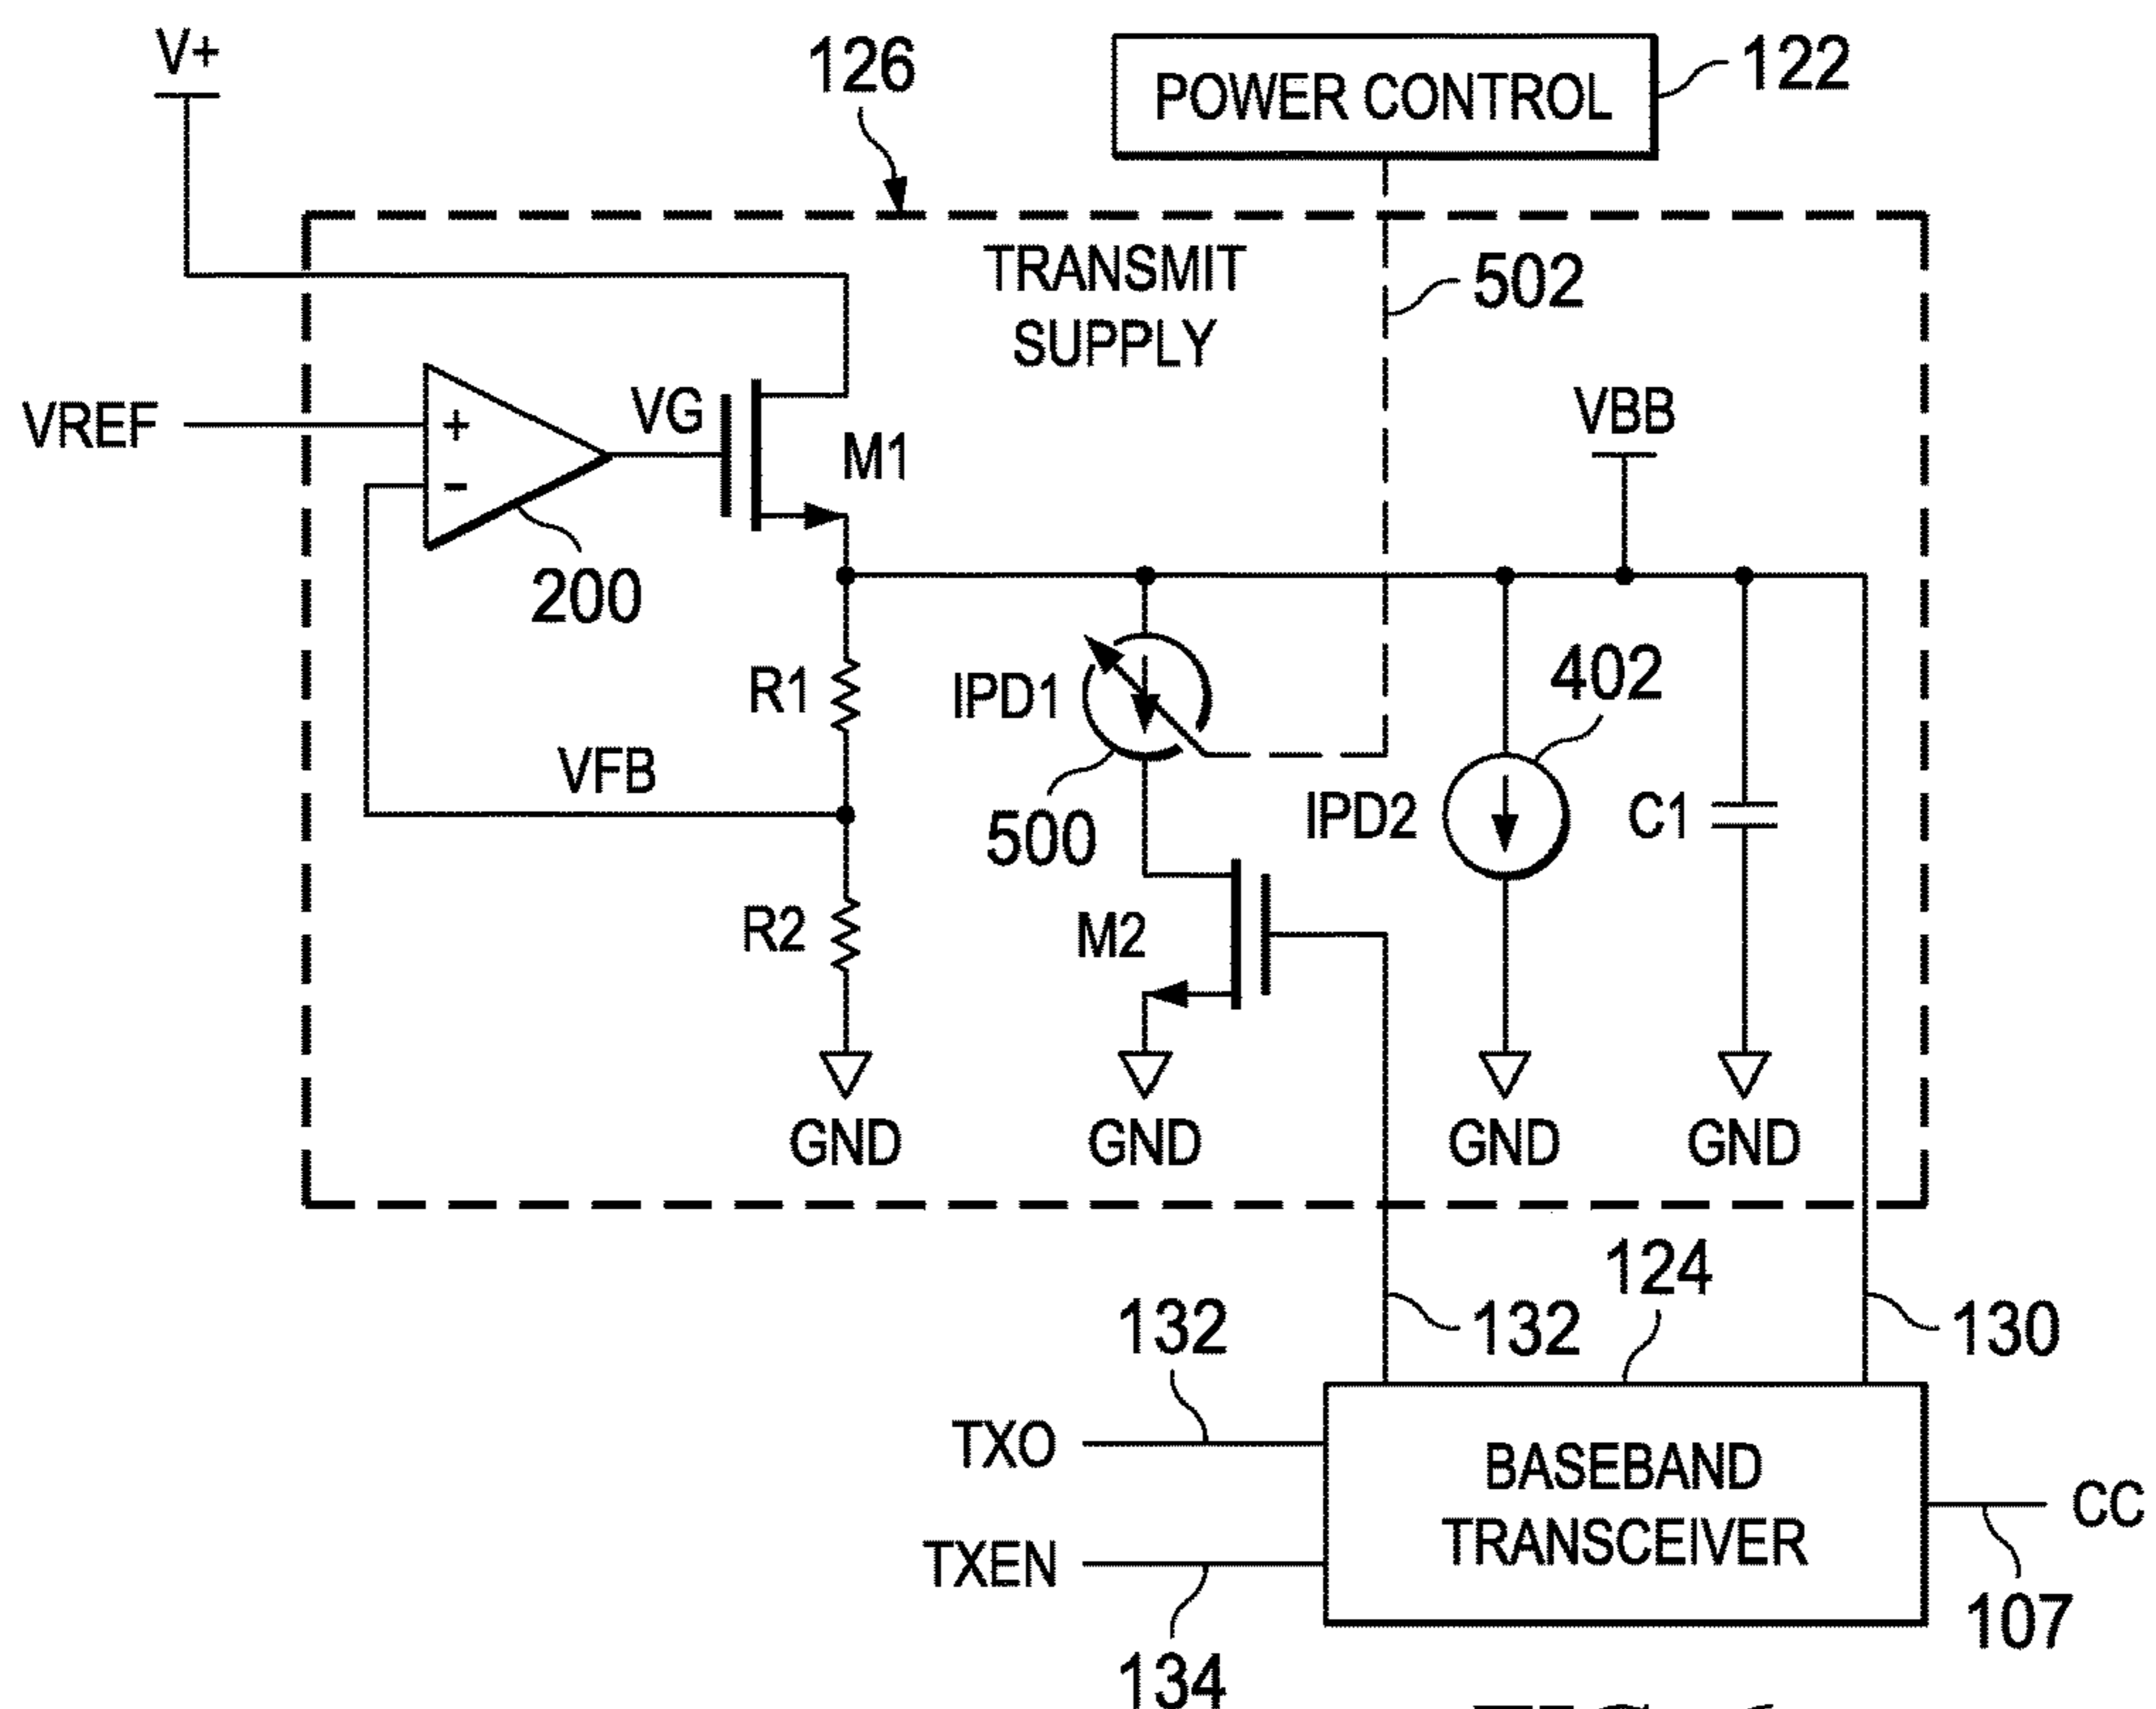 V+
126
POWER CONTROL
122
TRANSMIT
SUPPLY
502
VREF
+
-
VG
M1
VBB
200
R1
IPD1
402
VFB
500
IPD2
C1
R2
M2
GND
GND
GND
GND
124
132
132
130
TXO
BASEBAND
TRANSCEIVER
CC
TXEN
107
134